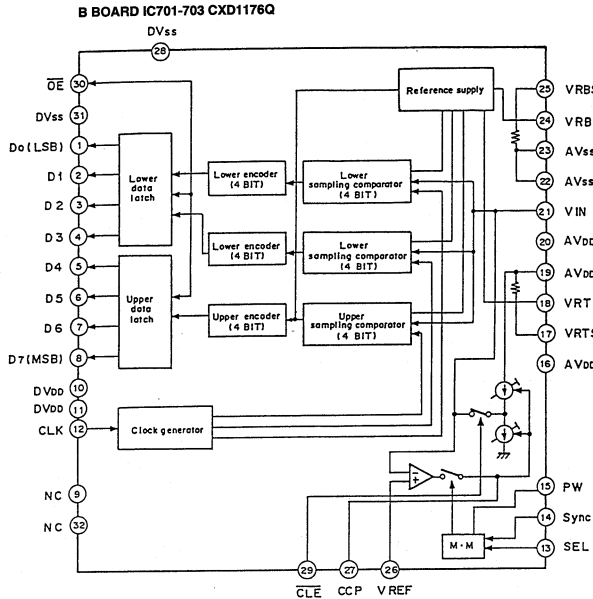 B BOARD IC701-703 CXD1176Q
DVss
28
OE 30
DVss 31
Do(LSB) 1
D1 2
D2 3
D3 4
D4 5
D5 6
D6 7
D7(MSB) 8
DVDD 10
DVDD 11
CLK 12
NC 9
NC 32
Lower
data
latch
Upper
data
latch
Lower encoder
(4 BIT)
Lower encoder
(4 BIT)
Upper encoder
(4 BIT)
Reference supply
Lower
sampling comparator
(4 BIT)
Lower
sampling comparator
(4 BIT)
Upper
sampling comparator
(4 BIT)
Clock generator
-
+
M·M
25 VRBS
24 VRB
23 AVss
22 AVss
21 VIN
20 AVDD
19 AVDD
18 VRT
17 VRTS
16 AVDD
15 PW
14 Sync
13 SEL
29 27 26
CLE CCP VREF